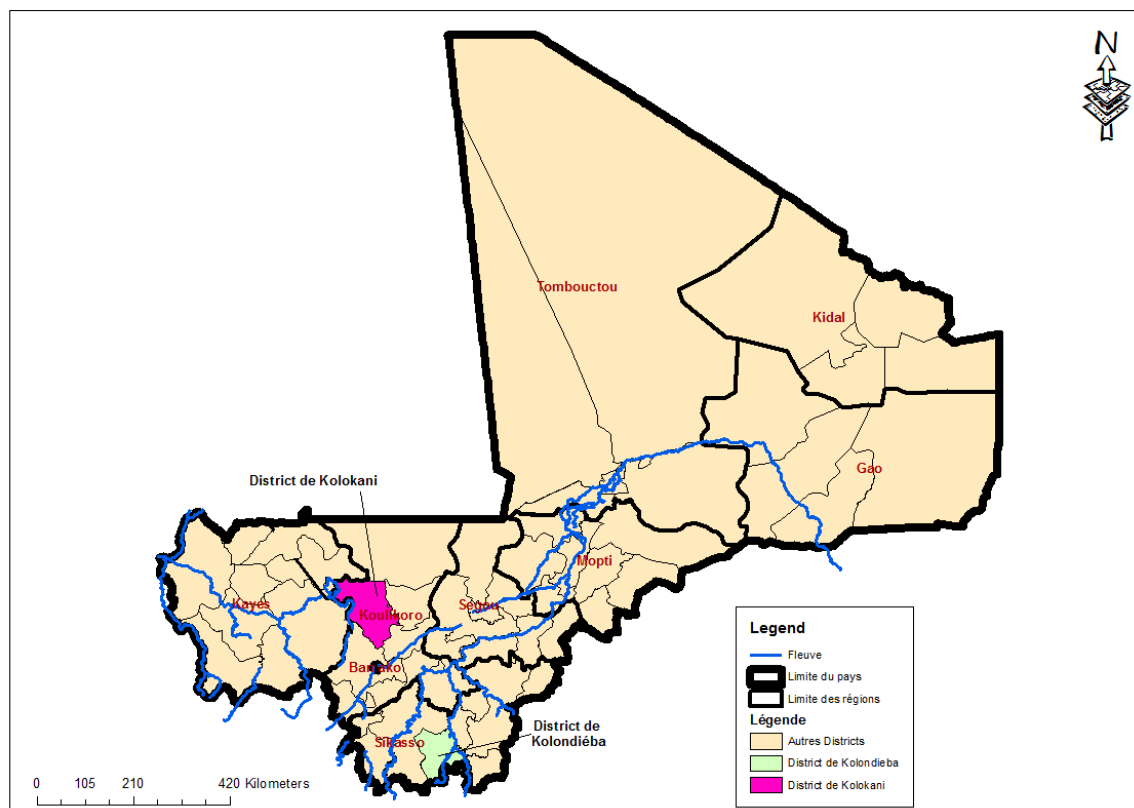 N
Tombouctou
Kidal
Gao
District de Kolokani
Mopti
Kayes
Koulikoro
Segou
Bamako
Sikasso
District de
Kolondiéba
0 105 210 420 Kilometers
Legend
Fleuve
Limite du pays
Limite des régions
Légende
Autres Districts
District de Kolondieba
District de Kolokani